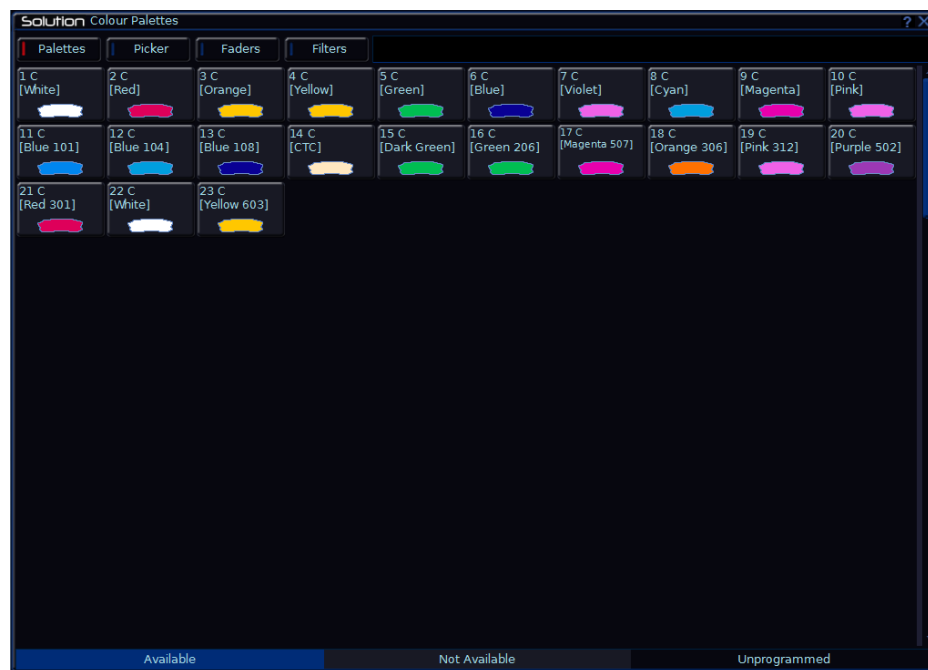 Solution Colour Palettes ? X
Palettes Picker Faders Filters
1 C 2 C 3 C 4 C 5 C 6 C 7 C 8 C 9 C 10 C
[White] [Red] [Orange] [Yellow] [Green] [Blue] [Violet] [Cyan] [Magenta] [Pink]
11 C 12 C 13 C 14 C 15 C 16 C 17 C 18 C 19 C 20 C
[Blue 101] [Blue 104] [Blue 108] [CTC] [Dark Green] [Green 206] [Magenta 507] [Orange 306] [Pink 312] [Purple 502]
21 C 22 C 23 C
[Red 301] [White] [Yellow 603]
Available Not Available Unprogrammed